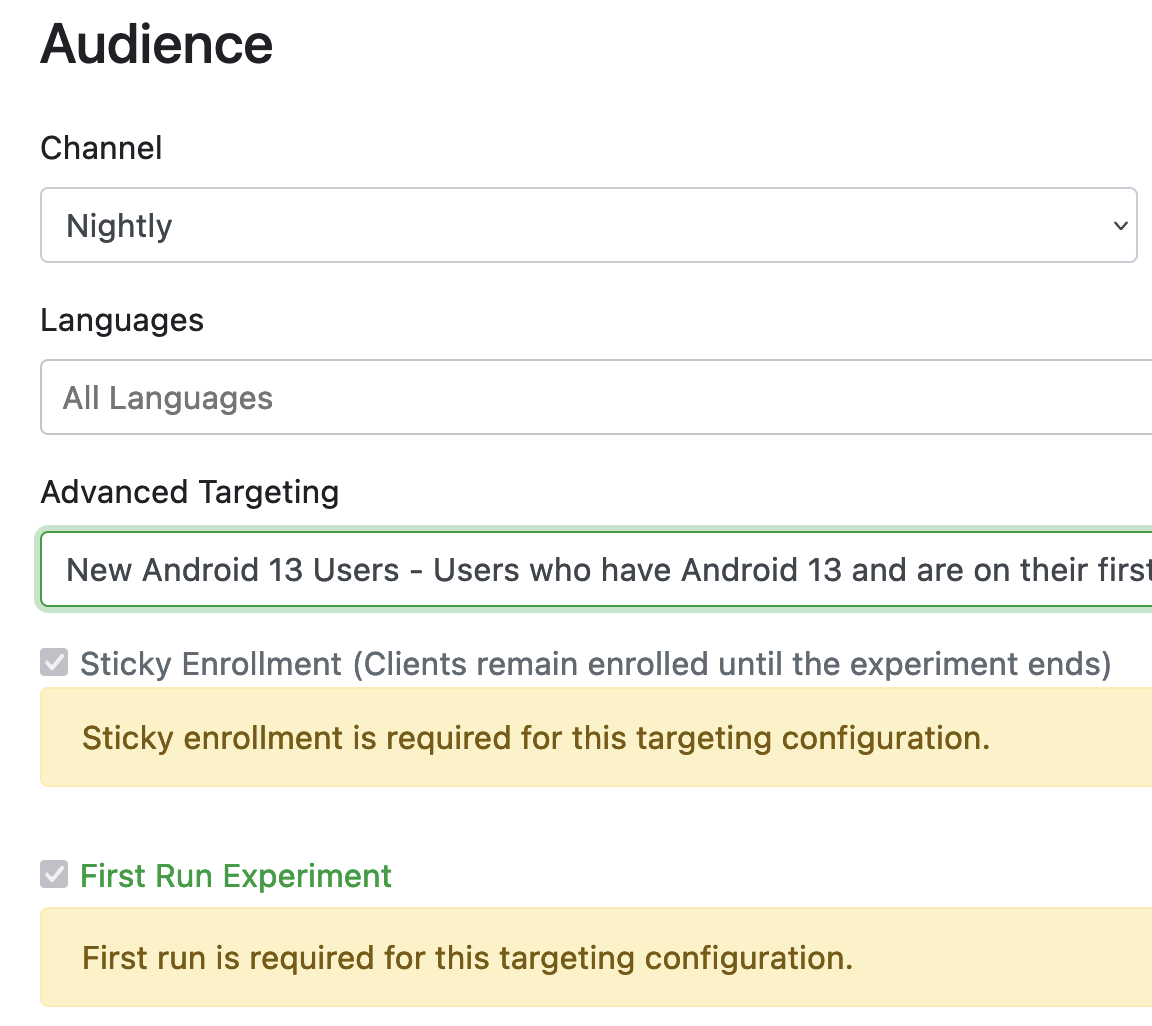 Audience
Channel
Nightly
Languages
All Languages
Advanced Targeting
New Android 13 Users - Users who have Android 13 and are on their first
Sticky Enrollment (Clients remain enrolled until the experiment ends)
Sticky enrollment is required for this targeting configuration.
First Run Experiment
First run is required for this targeting configuration.